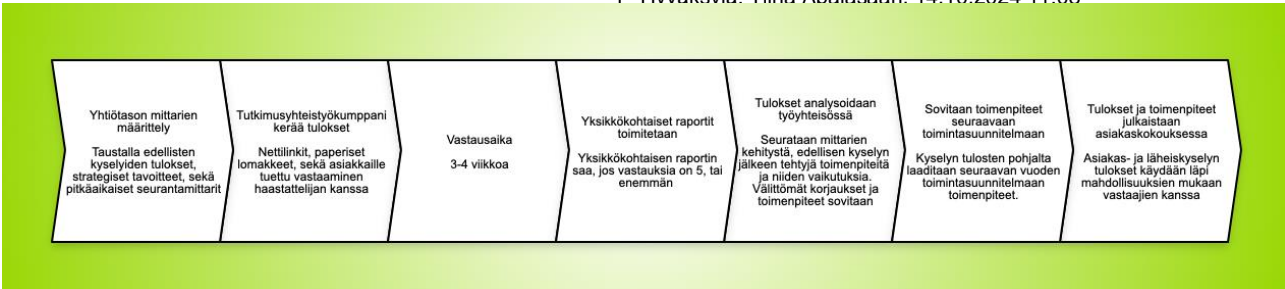 Yhtiötason mittarien
määrittely
Taustalla edellisten
kyselyiden tulokset,
strategiset tavoitteet, sekä
pitkäaikaiset seurantamittarit
Tutkimusyhteistyökumppani
kerää tulokset
Nettilinkit, paperiset
lomakkeet, sekä asiakkaille
tuettu vastaaminen
haastattelijan kanssa
Vastausaika
3-4 viikkoa
Yksikkökohtaiset raportit
toimitetaan
Yksikkökohtaisen raportin
saa, jos vastauksia on 5, tai
enemmän
Tulokset analysoidaan
työyhteisössä
Seurataan mittarien
kehitystä, edellisen kyselyn
jälkeen tehtyjä toimenpiteitä
ja niiden vaikutuksia.
Välittömät korjaukset ja
toimenpiteet sovitaan
Sovitaan toimenpiteet
seuraavaan
toimintasuunnitelmaan
Kyselyn tulosten pohjalta
laaditaan seuraavan vuoden
toimintasuunnitelmaan
toimenpiteet.
Tulokset ja toimenpiteet
julkaistaan
asiakaskokouksessa
Asiakas- ja läheiskyselyn
tulokset käydään läpi
mahdollisuuksien mukaan
vastaajien kanssa